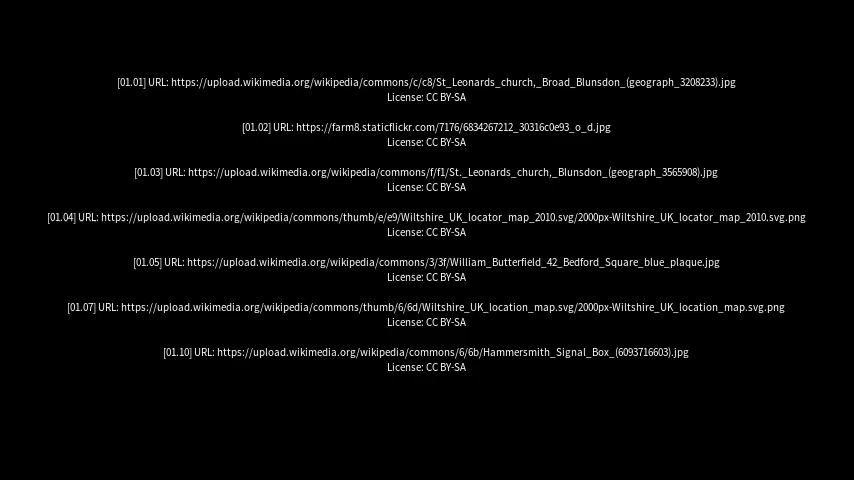 [01.01] URL: https://upload.wikimedia.org/wikipedia/commons/c/c8/St_Leonards_church,_Broad_Blunsdon_(geograph_3208233).jpg
License: CC BY-SA
[01.02] URL: https://farm8.staticflickr.com/7176/6834267212_30316c0e93_o_d.jpg
License: CC BY-SA
[01.03] URL: https://upload.wikimedia.org/wikipedia/commons/f/f1/St._Leonards_church,_Blunsdon_(geograph_3565908).jpg
License: CC BY-SA
[01.04] URL: https://upload.wikimedia.org/wikipedia/commons/thumb/e/e9/Wiltshire_UK_locator_map_2010.svg/2000px-Wiltshire_UK_locator_map_2010.svg.png
License: CC BY-SA
[01.05] URL: https://upload.wikimedia.org/wikipedia/commons/3/3f/William_Butterfield_42_Bedford_Square_blue_plaque.jpg
License: CC BY-SA
[01.07] URL: https://upload.wikimedia.org/wikipedia/commons/thumb/6/6d/Wiltshire_UK_location_map.svg/2000px-Wiltshire_UK_location_map.svg.png
License: CC BY-SA
[01.10] URL: https://upload.wikimedia.org/wikipedia/commons/6/6b/Hammersmith_Signal_Box_(6093716603).jpg
License: CC BY-SA